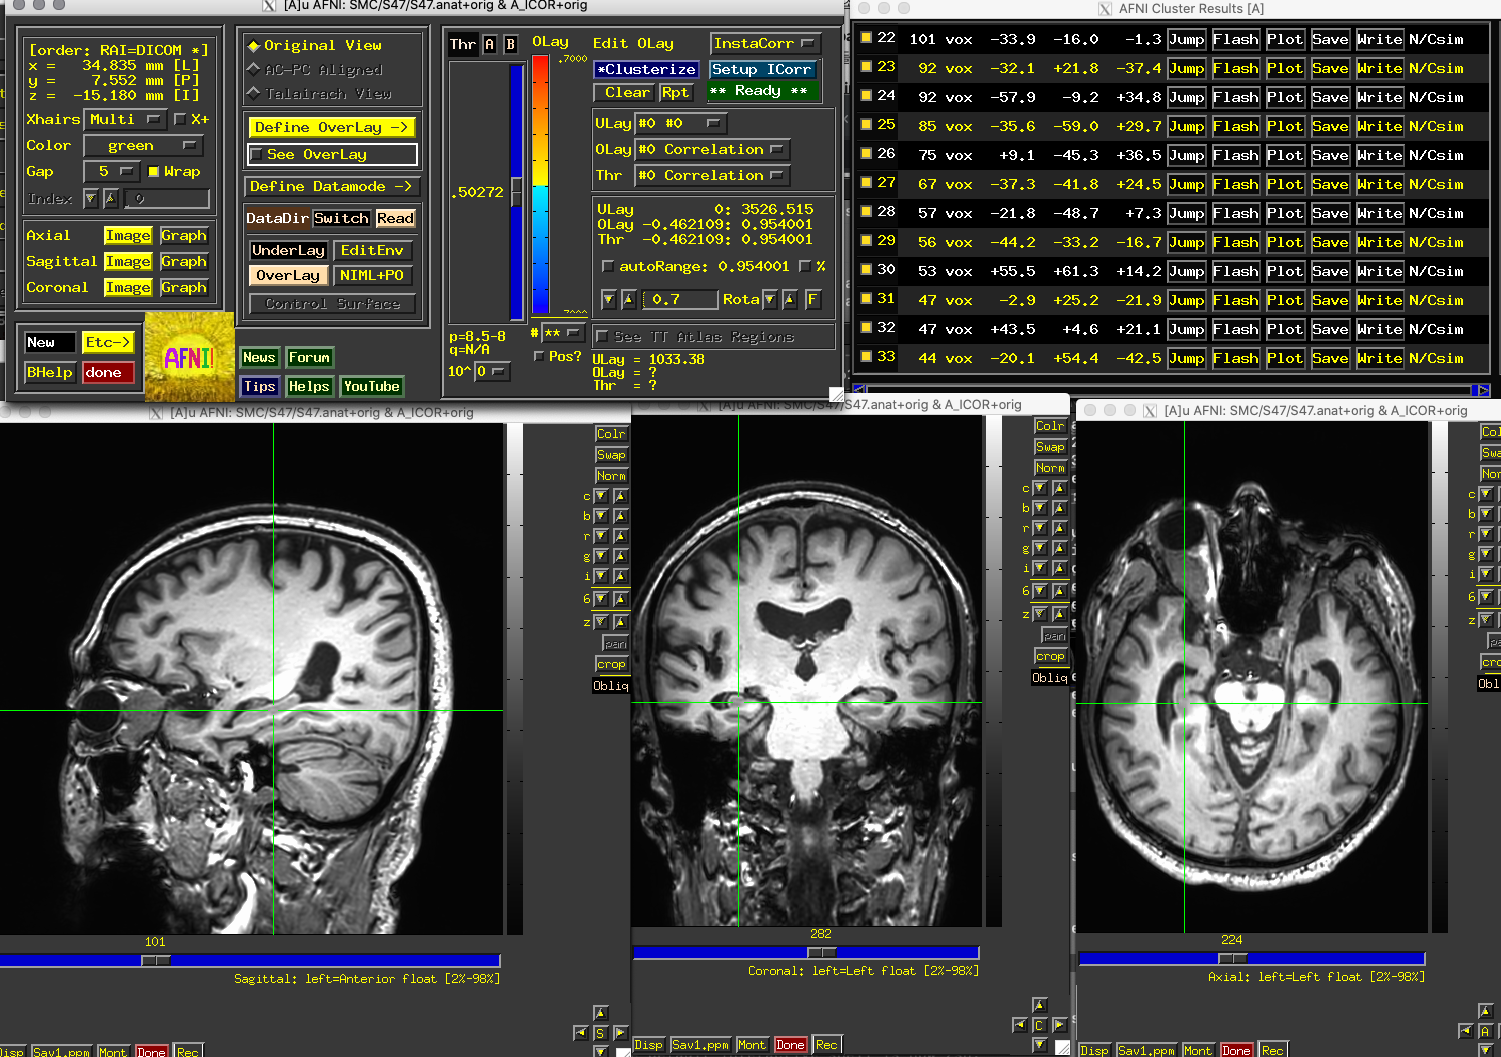 [A]u AFNI: SMC/S47/S47.anat+orig & A_ICOR+orig
[order: RAI=DICOM *]
x = 34.835 mm [L]
y = 7.552 mm [P]
z = -15.180 mm [I]
Xhairs Multi X+
Color green
Gap 5 Wrap
Index 0
Axial Image Graph
Sagittal Image Graph
Coronal Image Graph
New Etc->
BHelp done
AFNI!
Original View
AC-PC Aligned
Talairach View
Define OverLay ->
See OverLay
Define Datamode ->
DataDir Switch Read
UnderLay EditEnv
OverLay NIML+PO
Control Surface
News Forum
Tips Helps YouTube
Thr A B OLay
.7000
.50272
p=8.5-8
q=N/A
10^ 0
# **
Pos?
Edit OLay InstaCorr
*Clusterize Setup ICorr
Clear Rpt ** Ready **
ULay #0 #0
OLay #0 Correlation
Thr #0 Correlation
ULay 0: 3526.515
OLay -0.462109: 0.954001
Thr -0.462109: 0.954001
autoRange: 0.954001 %
0.7 Rota F
See TT Atlas Regions
ULay = 1033.38
OLay = ?
Thr = ?
AFNI Cluster Results [A]
22 101 vox -33.9 -16.0 -1.3 Jump Flash Plot Save Write N/Csim
23 92 vox -32.1 +21.8 -37.4 Jump Flash Plot Save Write N/Csim
24 92 vox -57.9 -9.2 +34.8 Jump Flash Plot Save Write N/Csim
25 85 vox -35.6 -59.0 +29.7 Jump Flash Plot Save Write N/Csim
26 75 vox +9.1 -45.3 +36.5 Jump Flash Plot Save Write N/Csim
27 67 vox -37.3 -41.8 +24.5 Jump Flash Plot Save Write N/Csim
28 57 vox -21.8 -48.7 +7.3 Jump Flash Plot Save Write N/Csim
29 56 vox -44.2 -33.2 -16.7 Jump Flash Plot Save Write N/Csim
30 53 vox +55.5 +61.3 +14.2 Jump Flash Plot Save Write N/Csim
31 47 vox -2.9 +25.2 -21.9 Jump Flash Plot Save Write N/Csim
32 47 vox +43.5 +4.6 +21.1 Jump Flash Plot Save Write N/Csim
33 44 vox -20.1 +54.4 -42.5 Jump Flash Plot Save Write N/Csim
[A]u AFNI: SMC/S47/S47.anat+orig & A_ICOR+orig
Colr
Swap
Norm
c
b
r
g
i
6
z
pan
crop
Obliq
101
Sagittal: left=Anterior float [2%-98%]
S
Disp Sav1.ppm Mont Done Rec
[A]u AFNI: SMC/S47/S47.anat+orig & A_ICOR+orig
Colr
Swap
Norm
c
b
r
g
i
6
z
pan
crop
Obliq
282
Coronal: left=Left float [2%-98%]
C
Disp Sav1.ppm Mont Done Rec
[A]u AFNI: SMC/S47/S47.anat+orig & A_ICOR+orig
c
b
r
g
i
6
z
224
Axial: left=Left float [2%-98%]
A
Disp Sav1.ppm Mont Done Rec